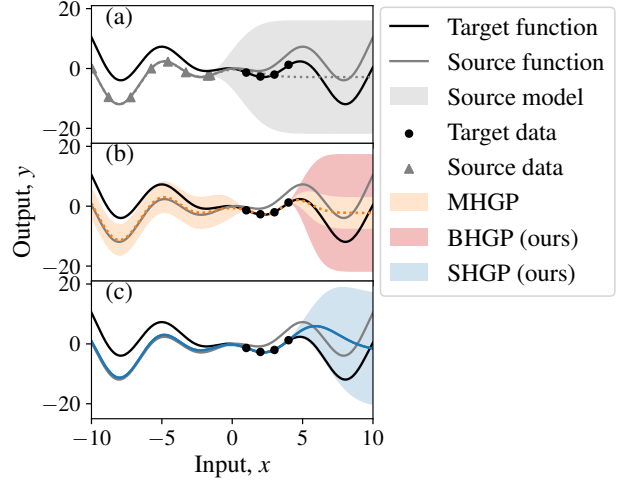 (a)
20
0
−20
(b)
20
0
−20
(c)
20
0
−20
−10
−5
0
5
10
Input, x
Output, y
Target function
Source function
Source model
Target data
Source data
MHGP
BHGP (ours)
SHGP (ours)